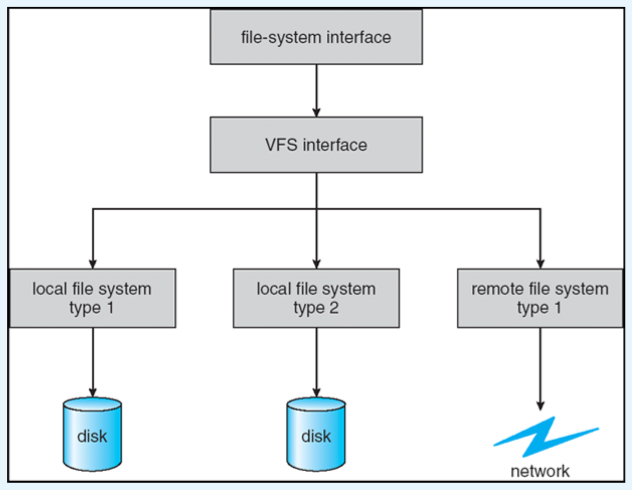 file-system interface
VFS interface
local file system
type 1
local file system
type 2
remote file system
type 1
disk
disk
network